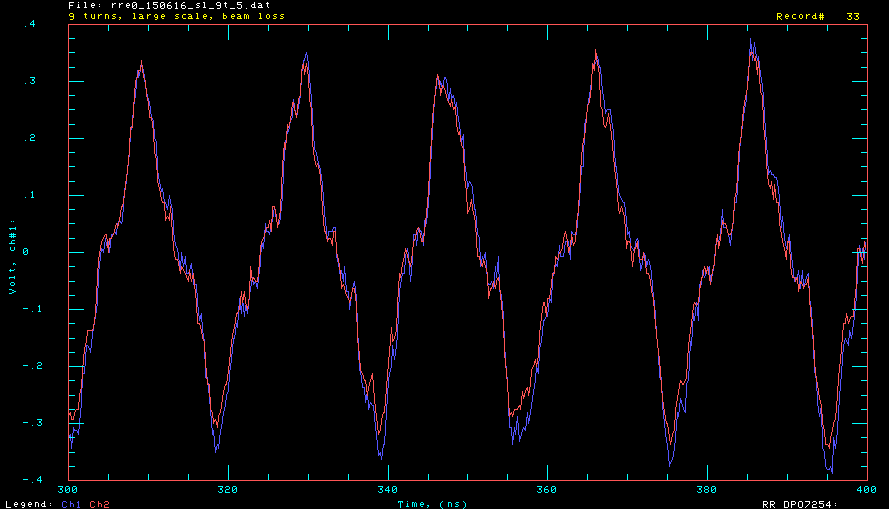 File: rre0_150616_sl_9t_5.dat
9 turns, large scale, beam loss Record# 33
.4
.3
.2
.1
0
-.1
-.2
-.3
-.4
Volt, ch#1:
300 320 340 360 380 400
Legend: Ch1 Ch2 Time, (ns) RR DPO7254: